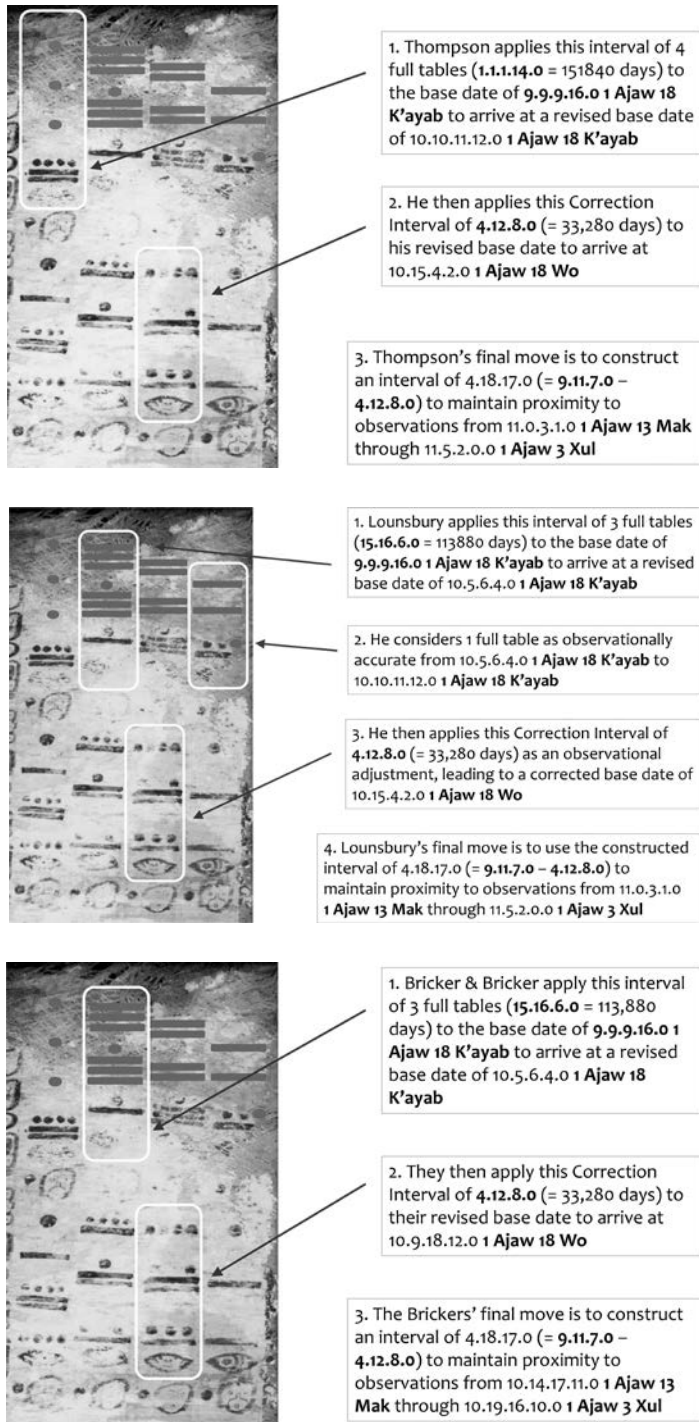 1. Thompson applies this interval of 4
full tables (1.1.1.14.0 = 151840 days) to
the base date of 9.9.9.16.0 1 Ajaw 18
K'ayab to arrive at a revised base date
of 10.10.11.12.0 1 Ajaw 18 K'ayab
2. He then applies this Correction
Interval of 4.12.8.0 (= 33,280 days) to
his revised base date to arrive at
10.15.4.2.0 1 Ajaw 18 Wo
3. Thompson's final move is to construct
an interval of 4.18.17.0 (= 9.11.7.0 –
4.12.8.0) to maintain proximity to
observations from 11.0.3.1.0 1 Ajaw 13 Mak
through 11.5.2.0.0 1 Ajaw 3 Xul
1. Lounsbury applies this interval of 3 full tables
(15.16.6.0 = 113880 days) to the base date of
9.9.9.16.0 1 Ajaw 18 K'ayab to arrive at a revised
base date of 10.5.6.4.0 1 Ajaw 18 K'ayab
2. He considers 1 full table as observationally
accurate from 10.5.6.4.0 1 Ajaw 18 K'ayab to
10.10.11.12.0 1 Ajaw 18 K'ayab
3. He then applies this Correction Interval of
4.12.8.0 (= 33,280 days) as an observational
adjustment, leading to a corrected base date of
10.15.4.2.0 1 Ajaw 18 Wo
4. Lounsbury's final move is to use the constructed
interval of 4.18.17.0 (= 9.11.7.0 – 4.12.8.0) to
maintain proximity to observations from 11.0.3.1.0
1 Ajaw 13 Mak through 11.5.2.0.0 1 Ajaw 3 Xul
1. Bricker & Bricker apply this interval
of 3 full tables (15.16.6.0 = 113,880
days) to the base date of 9.9.9.16.0 1
Ajaw 18 K'ayab to arrive at a revised
base date of 10.5.6.4.0 1 Ajaw 18
K'ayab
2. They then apply this Correction
Interval of 4.12.8.0 (= 33,280 days) to
their revised base date to arrive at
10.9.18.12.0 1 Ajaw 18 Wo
3. The Brickers' final move is to construct
an interval of 4.18.17.0 (= 9.11.7.0 –
4.12.8.0) to maintain proximity to
observations from 10.14.17.11.0 1 Ajaw 13
Mak through 10.19.16.10.0 1 Ajaw 3 Xul